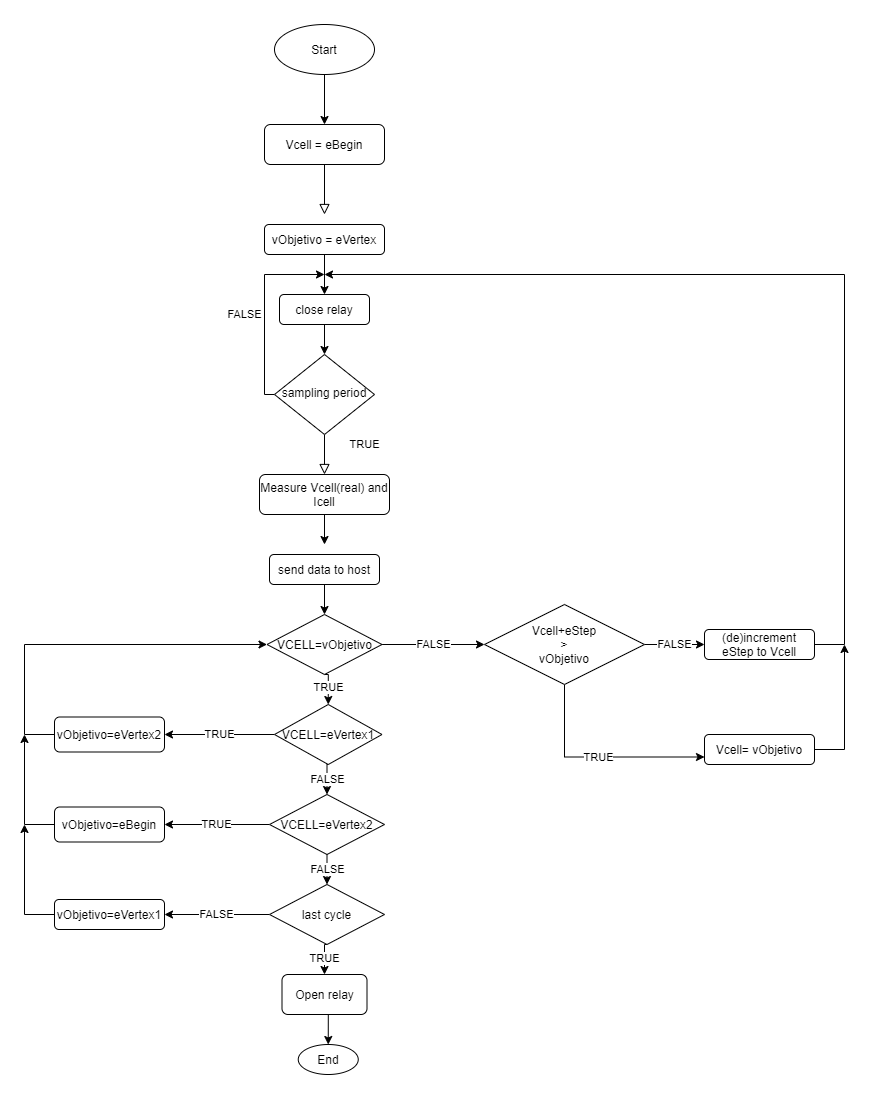 Start
Vcell = eBegin
vObjetivo = eVertex
FALSE
close relay
sampling period
TRUE
Measure Vcell(real) and
Icell
send data to host
VCELL=vObjetivo
FALSE
Vcell+eStep
>
vObjetivo
FALSE
(de)increment
eStep to Vcell
TRUE
vObjetivo=eVertex2
TRUE
VCELL=eVertex1
TRUE
Vcell= vObjetivo
FALSE
vObjetivo=eBegin
TRUE
VCELL=eVertex2
FALSE
vObjetivo=eVertex1
FALSE
last cycle
TRUE
Open relay
End